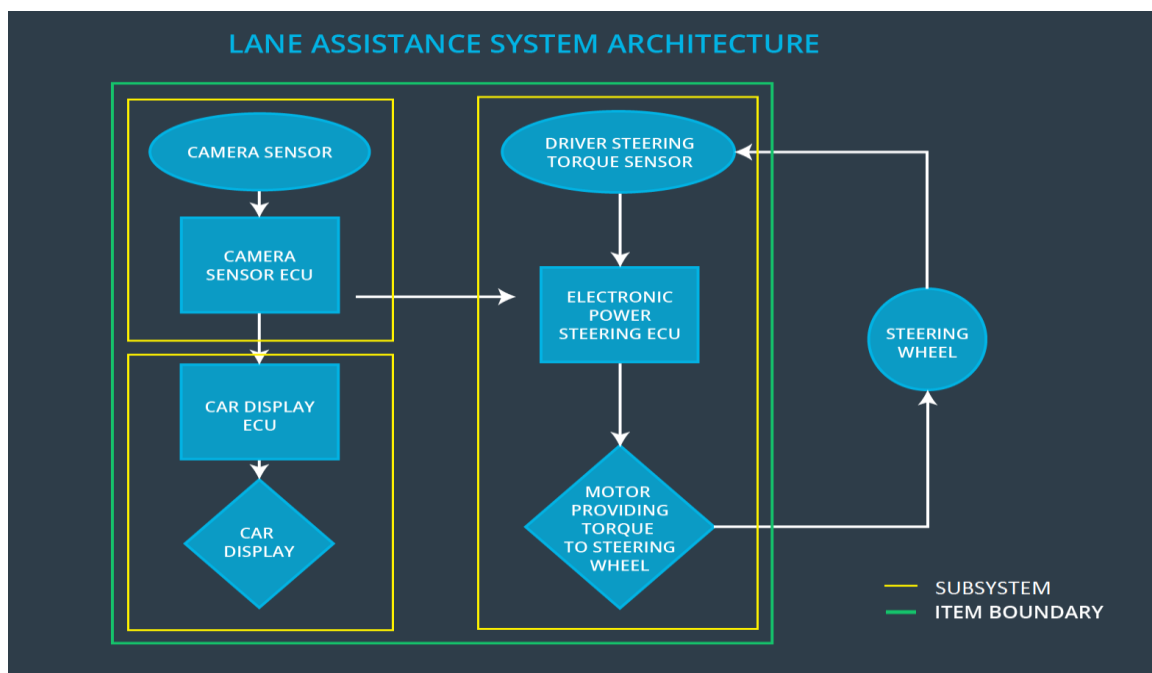 LANE ASSISTANCE SYSTEM ARCHITECTURE
CAMERA SENSOR
CAMERA
SENSOR ECU
CAR DISPLAY
ECU
CAR
DISPLAY
DRIVER STEERING
TORQUE SENSOR
ELECTRONIC
POWER
STEERING ECU
MOTOR
PROVIDING
TORQUE
TO STEERING
WHEEL
STEERING
WHEEL
SUBSYSTEM
ITEM BOUNDARY